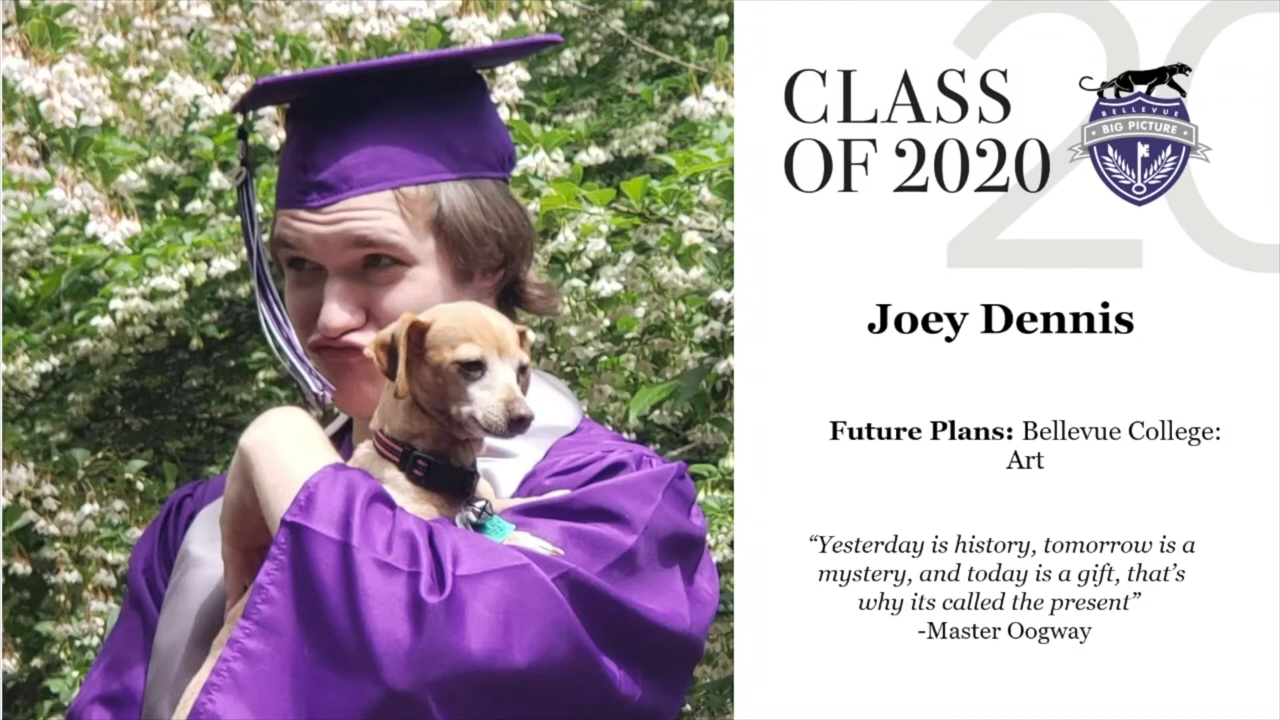 CLASS
OF 2020
20
BELLEVUE
• BIG PICTURE •
Joey Dennis
Future Plans: Bellevue College:
Art
“Yesterday is history, tomorrow is a
mystery, and today is a gift, that’s
why its called the present”
-Master Oogway